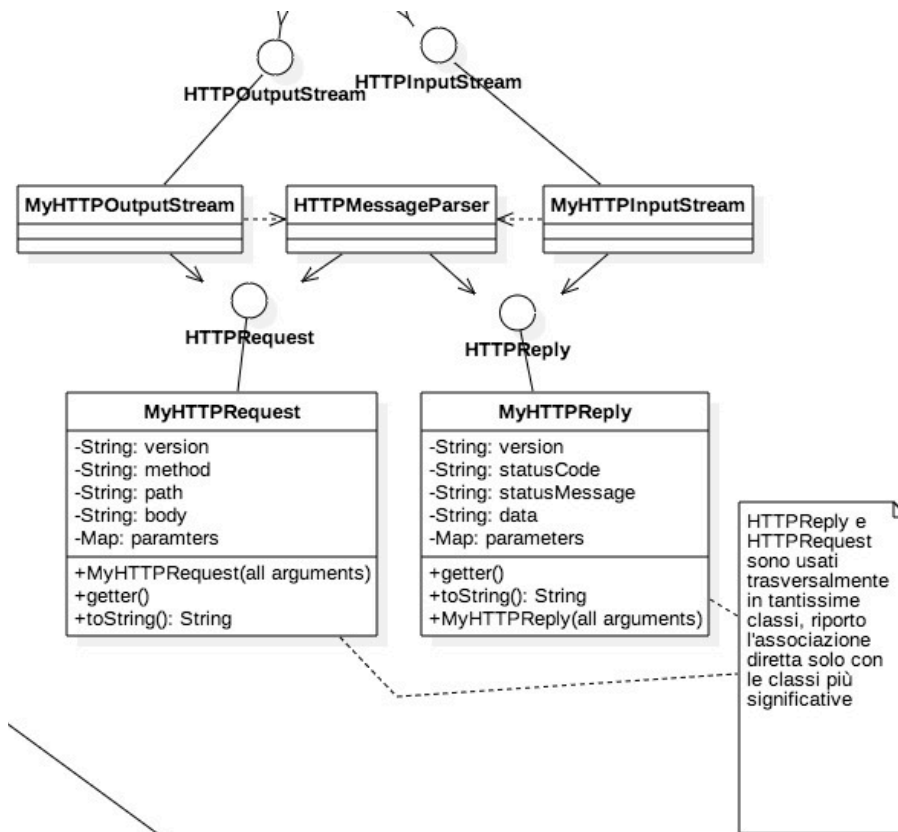 HTTPOutputStream
HTTPInputStream
MyHTTPOutputStream
HTTPMessageParser
MyHTTPInputStream
HTTPRequest
HTTPReply
MyHTTPRequest
-String: version
-String: method
-String: path
-String: body
-Map: paramters
+MyHTTPRequest(all arguments)
+getter()
+toString(): String
MyHTTPReply
-String: version
-String: statusCode
-String: statusMessage
-String: data
-Map: parameters
+getter()
+toString(): String
+MyHTTPReply(all arguments)
HTTPReply e
HTTPRequest
sono usati
trasversalmente
in tantissime
classi, riporto
l'associazione
diretta solo con
le classi più
significative